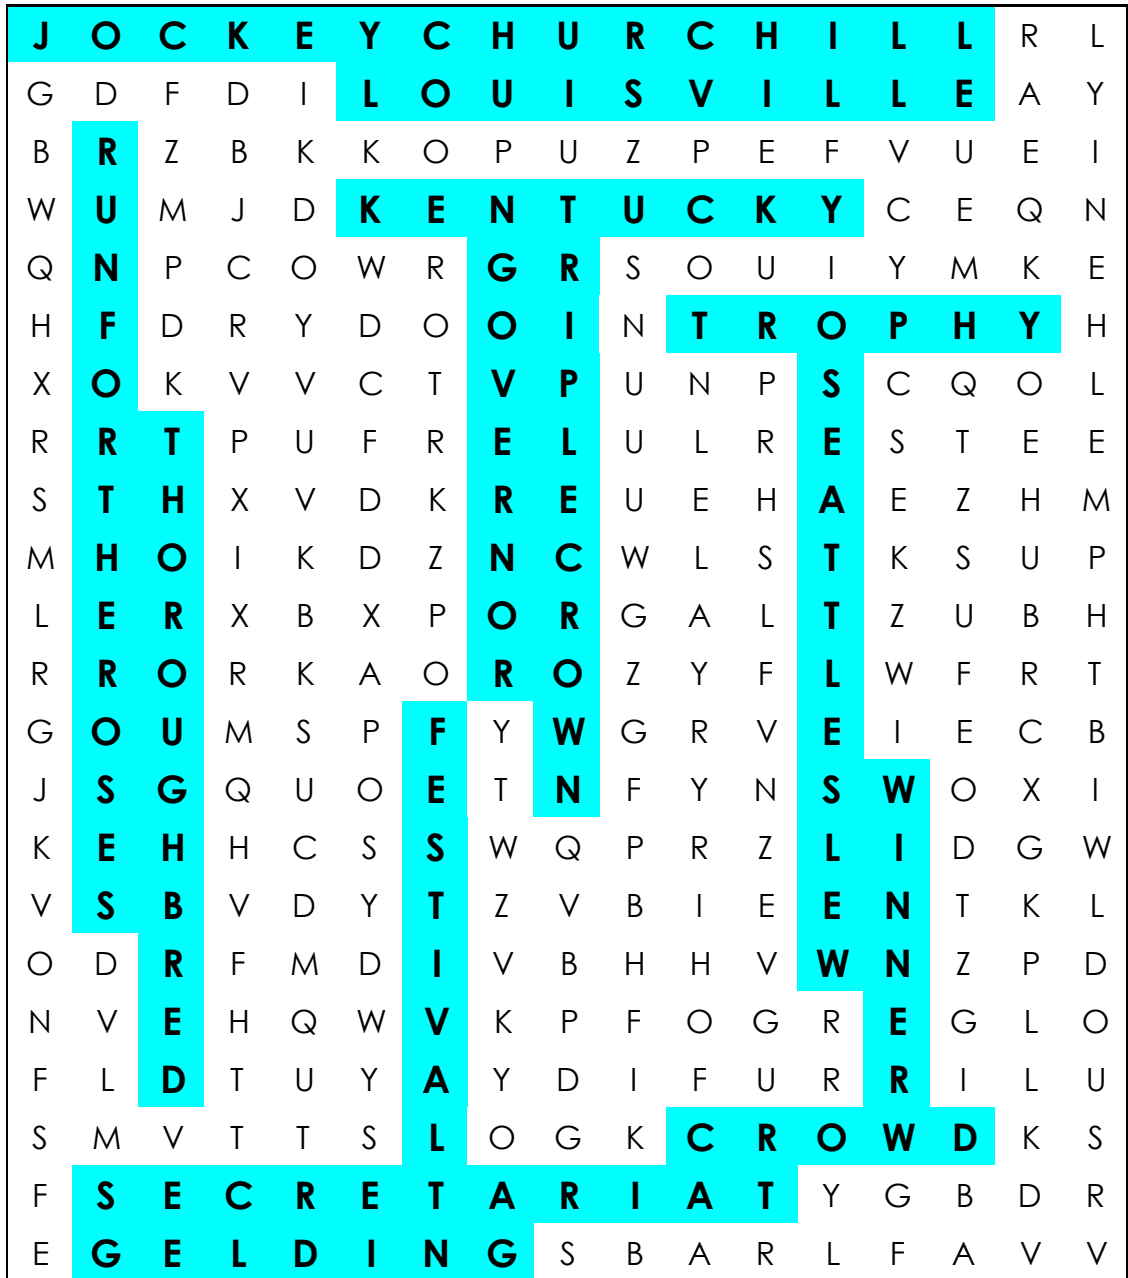 J O C K E Y C H U R C H I L L R L
G D F D I L O U I S V I L L E A Y
B R Z B K K O P U Z P E F V U E I
W U M J D K E N T U C K Y C E Q N
Q N P C O W R G R S O U I Y M K E
H F D R Y D O O I N T R O P H Y H
X O K V V C T V P U N P S C Q O L
R R T P U F R E L U L R E S T E E
S T H X V D K R E U E H A E Z H M
M H O I K D Z N C W L S T K S U P
L E R X B X P O R G A L T Z U B H
R R O R K A O R O Z Y F L W F R T
G O U M S P F Y W G R V E I E C B
J S G Q U O E T N F Y N S W O X I
K E H H C S S W Q P R Z L I D G W
V S B V D Y T Z V B I E E N T K L
O D R F M D I V B H H V W N Z P D
N V E H Q W V K P F O G R E G L O
F L D T U Y A Y D I F U R R I L U
S M V T T S L O G K C R O W D K S
F S E C R E T A R I A T Y G B D R
E G E L D I N G S B A R L F A V V